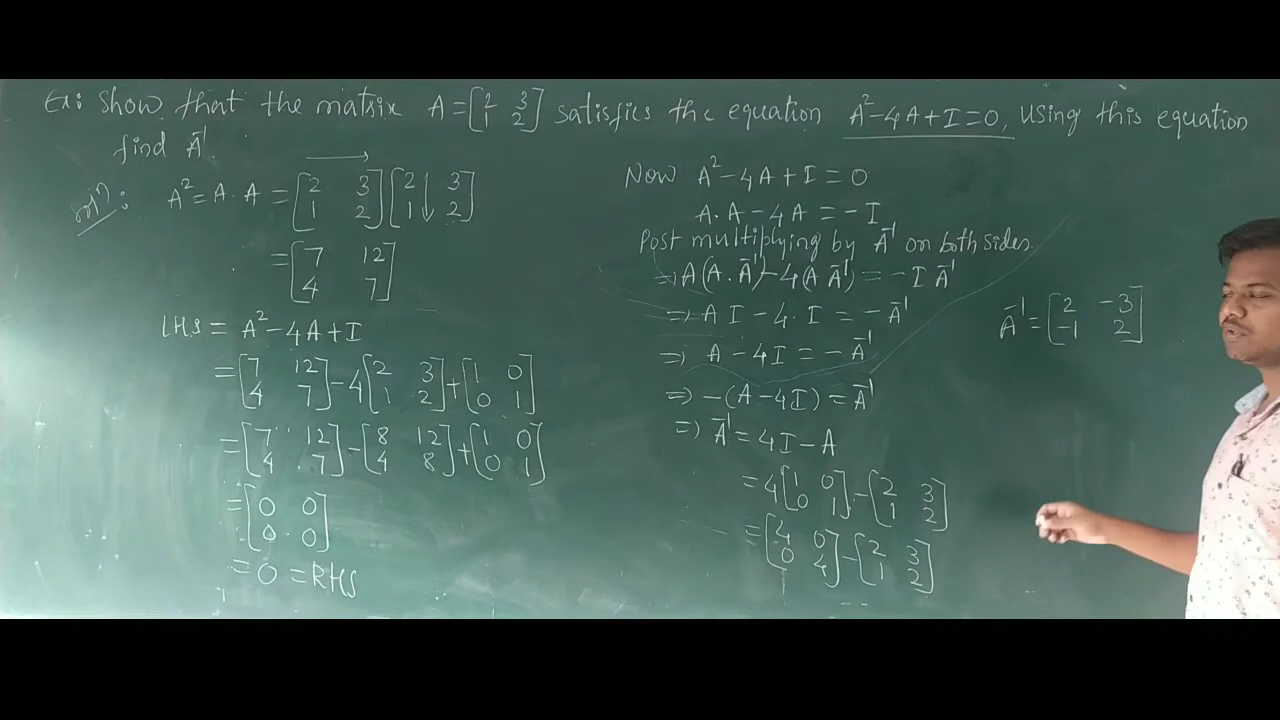 Ex: Show that the matrix A = [2 3; 1 2] satisfies the equation A² - 4A + I = 0, using this equation
find A⁻¹.
Solⁿ: A² = A · A = [2 3; 1 2] [2 3; 1 2]
= [7 12; 4 7]
LHS = A² - 4A + I
= [7 12; 4 7] - 4 [2 3; 1 2] + [1 0; 0 1]
= [7 12; 4 7] - [8 12; 4 8] + [1 0; 0 1]
= [0 0; 0 0]
= 0 = RHS
Now A² - 4A + I = 0
A.A - 4A = - I
Post multiplying by A⁻¹ on both sides
⇒ A(A.A⁻¹) - 4(A A⁻¹) = - I A⁻¹
⇒ A I - 4. I = - A⁻¹
⇒ A - 4I = - A⁻¹
⇒ -(A - 4I) = A⁻¹
⇒ A⁻¹ = 4I - A
= 4 [1 0; 0 1] - [2 3; 1 2]
= [4 0; 0 4] - [2 3; 1 2]
A⁻¹ = [2 -3; -1 2]